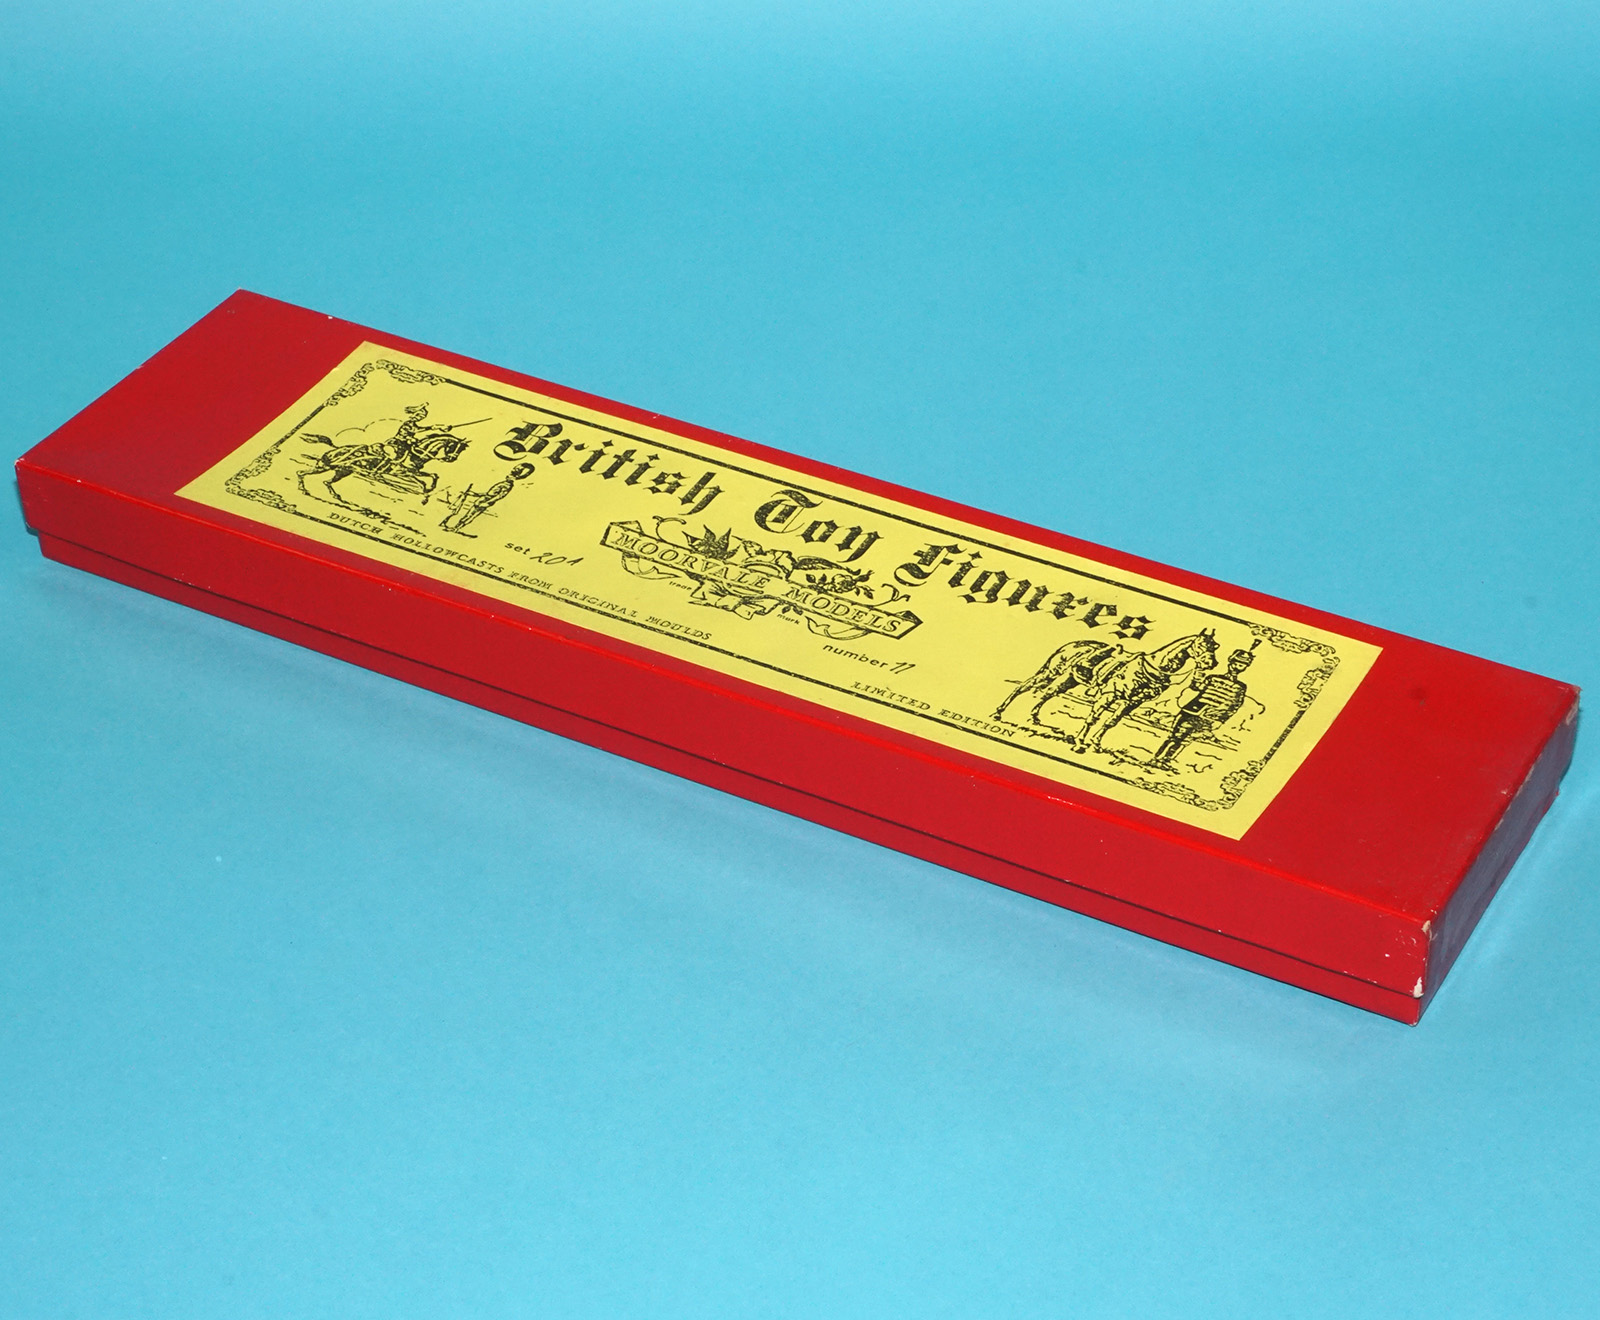 British Toy Figures
MOORVALE MODELS
trade mark
set 201
number 11
DUTCH HOLLOWCASTS FROM ORIGINAL MOULDS
LIMITED EDITION